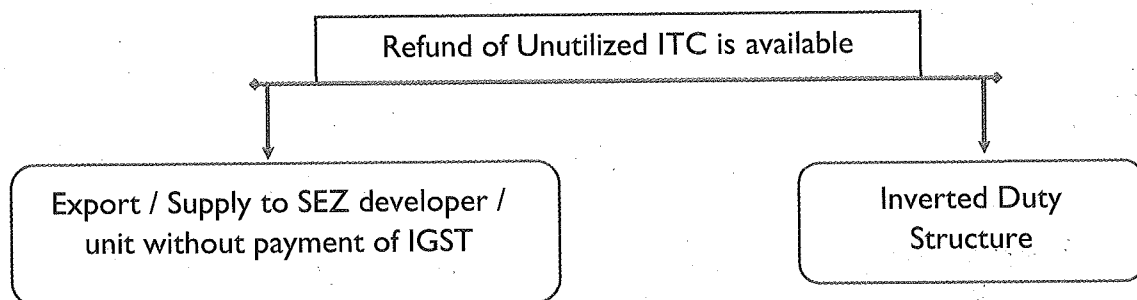 Refund of Unutilized ITC is available
Export / Supply to SEZ developer /
unit without payment of IGST
Inverted Duty
Structure